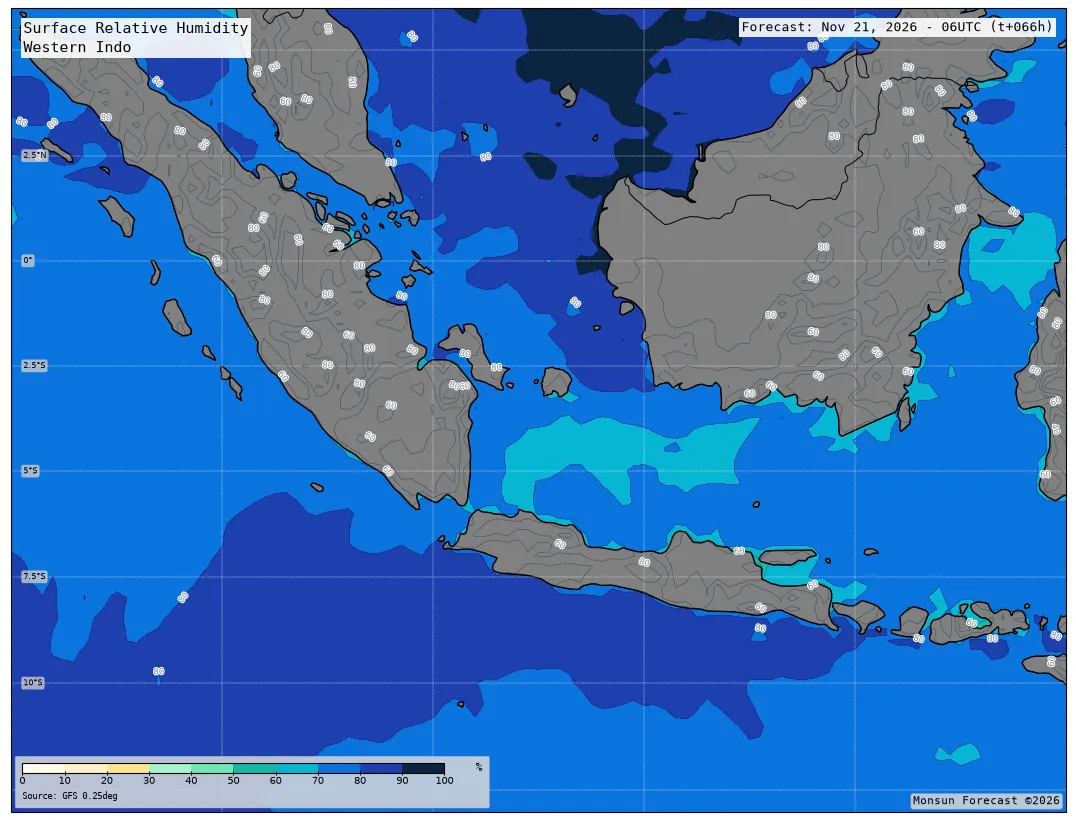 Surface Relative Humidity
Western Indo
Forecast: Nov 21, 2026 - 06UTC (t+066h)
2.5°N
0°
2.5°S
5°S
7.5°S
10°S
0 10 20 30 40 50 60 70 80 90 100 %
Source: GFS 0.25deg
Monsun Forecast ©2026